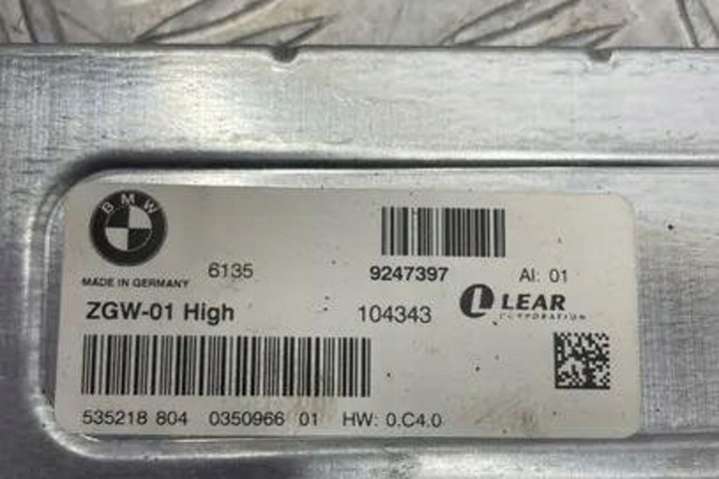 BMW
MADE IN GERMANY 6135 9247397 AI: 01
ZGW-01 High 104343 LEAR
CORPORATION
535218 804 0350966 01 HW: 0.C4.0